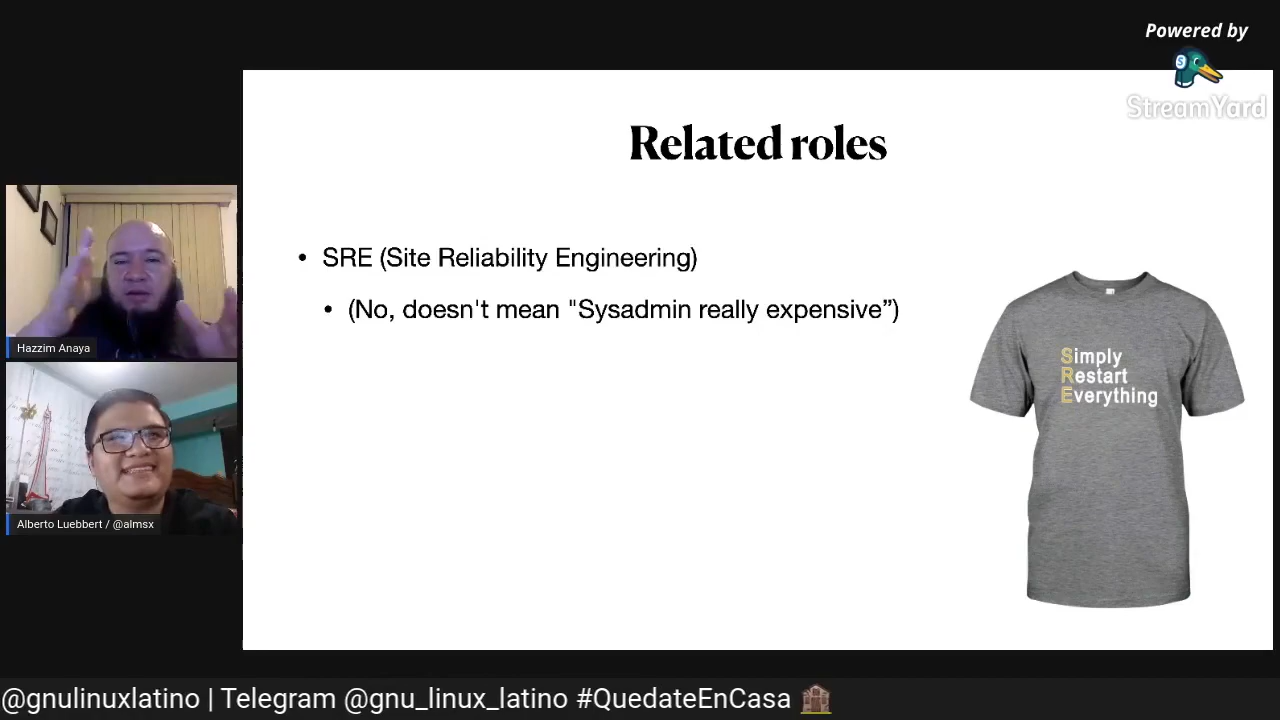 Powered by
StreamYard
Related roles
• SRE (Site Reliability Engineering)
• (No, doesn't mean "Sysadmin really expensive”)
Simply
Restart
Everything
Hazzim Anaya
Alberto Luebbert / @almsx
@gnulinuxlatino | Telegram @gnu_linux_latino #QuedateEnCasa